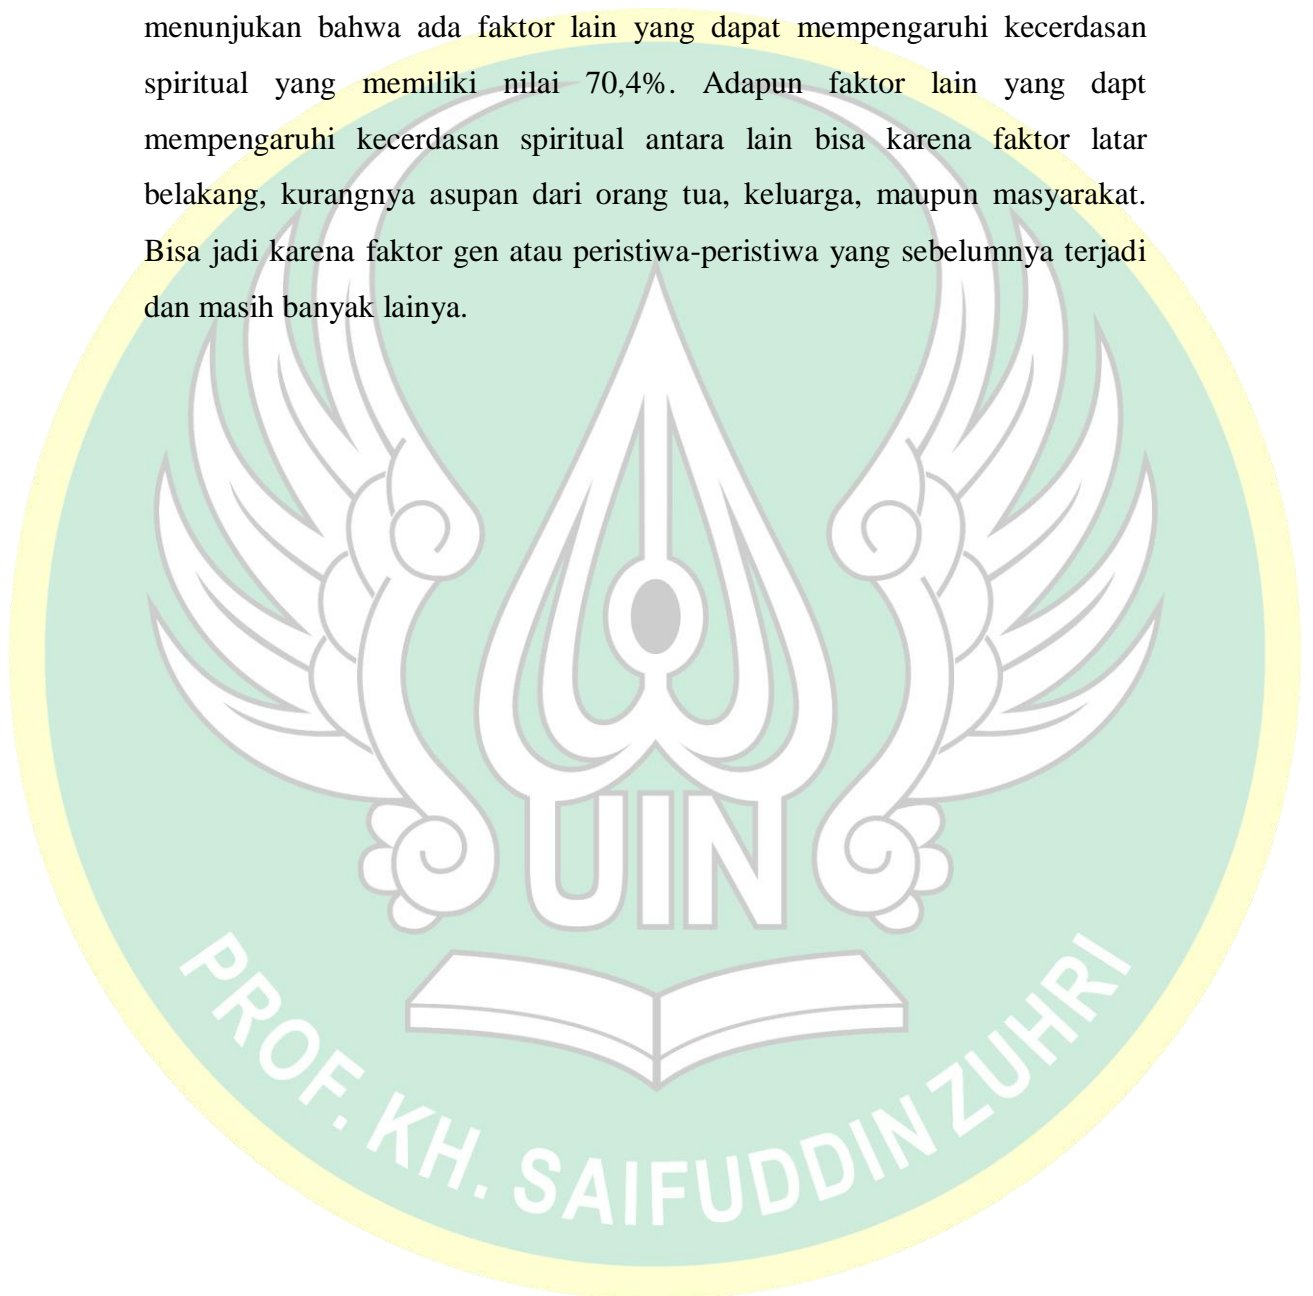 menunjukan bahwa ada faktor lain yang dapat mempengaruhi kecerdasan
spiritual yang memiliki nilai 70,4%. Adapun faktor lain yang dapt
mempengaruhi kecerdasan spiritual antara lain bisa karena faktor latar
belakang, kurangnya asupan dari orang tua, keluarga, maupun masyarakat.
Bisa jadi karena faktor gen atau peristiwa-peristiwa yang sebelumnya terjadi
dan masih banyak lainya.
UIN
PROF. KH. SAIFUDDIN ZUHRI